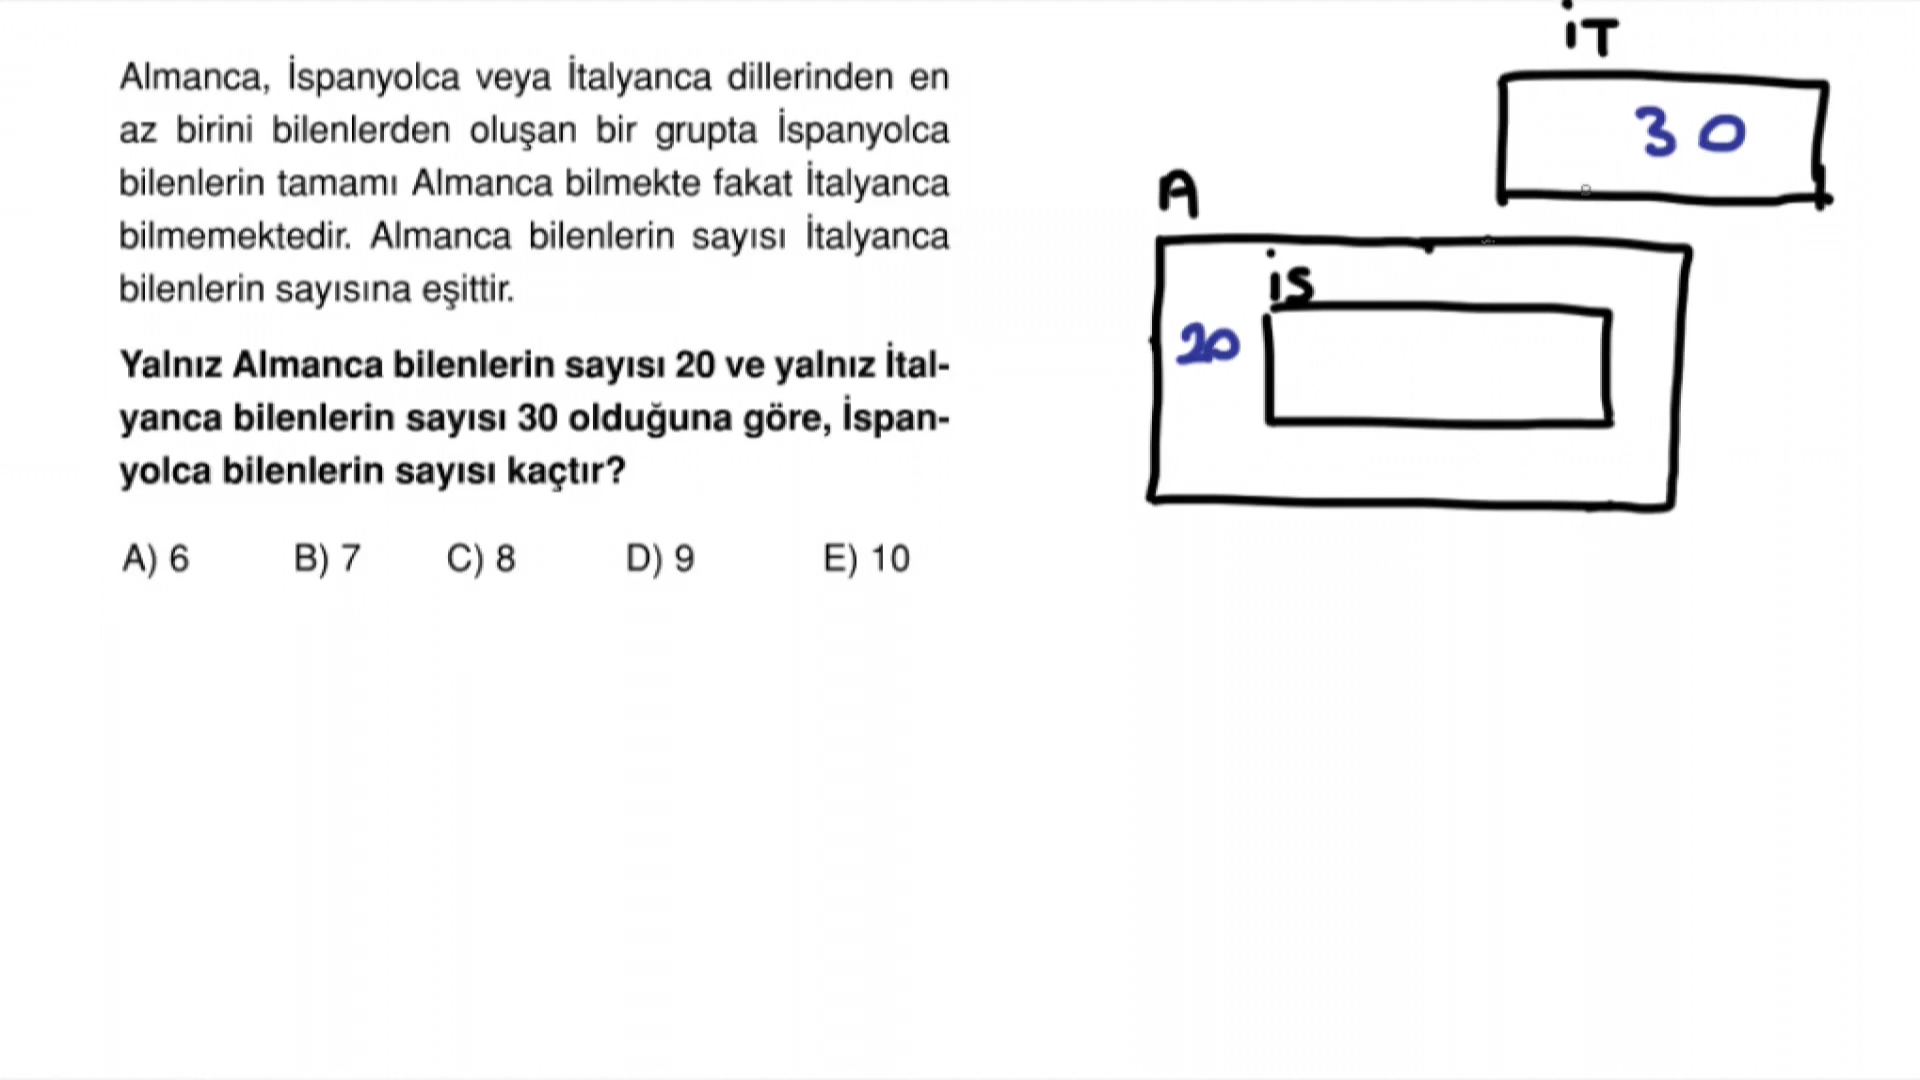 Almanca, İspanyolca veya İtalyanca dillerinden en
az birini bilenlerden oluşan bir grupta İspanyolca
bilenlerin tamamı Almanca bilmekte fakat İtalyanca
bilmemektedir. Almanca bilenlerin sayısı İtalyanca
bilenlerin sayısına eşittir.
Yalnız Almanca bilenlerin sayısı 20 ve yalnız İtal-
yanca bilenlerin sayısı 30 olduğuna göre, İspan-
yolca bilenlerin sayısı kaçtır?
A) 6 B) 7 C) 8 D) 9 E) 10
İT
30
A
İS
20